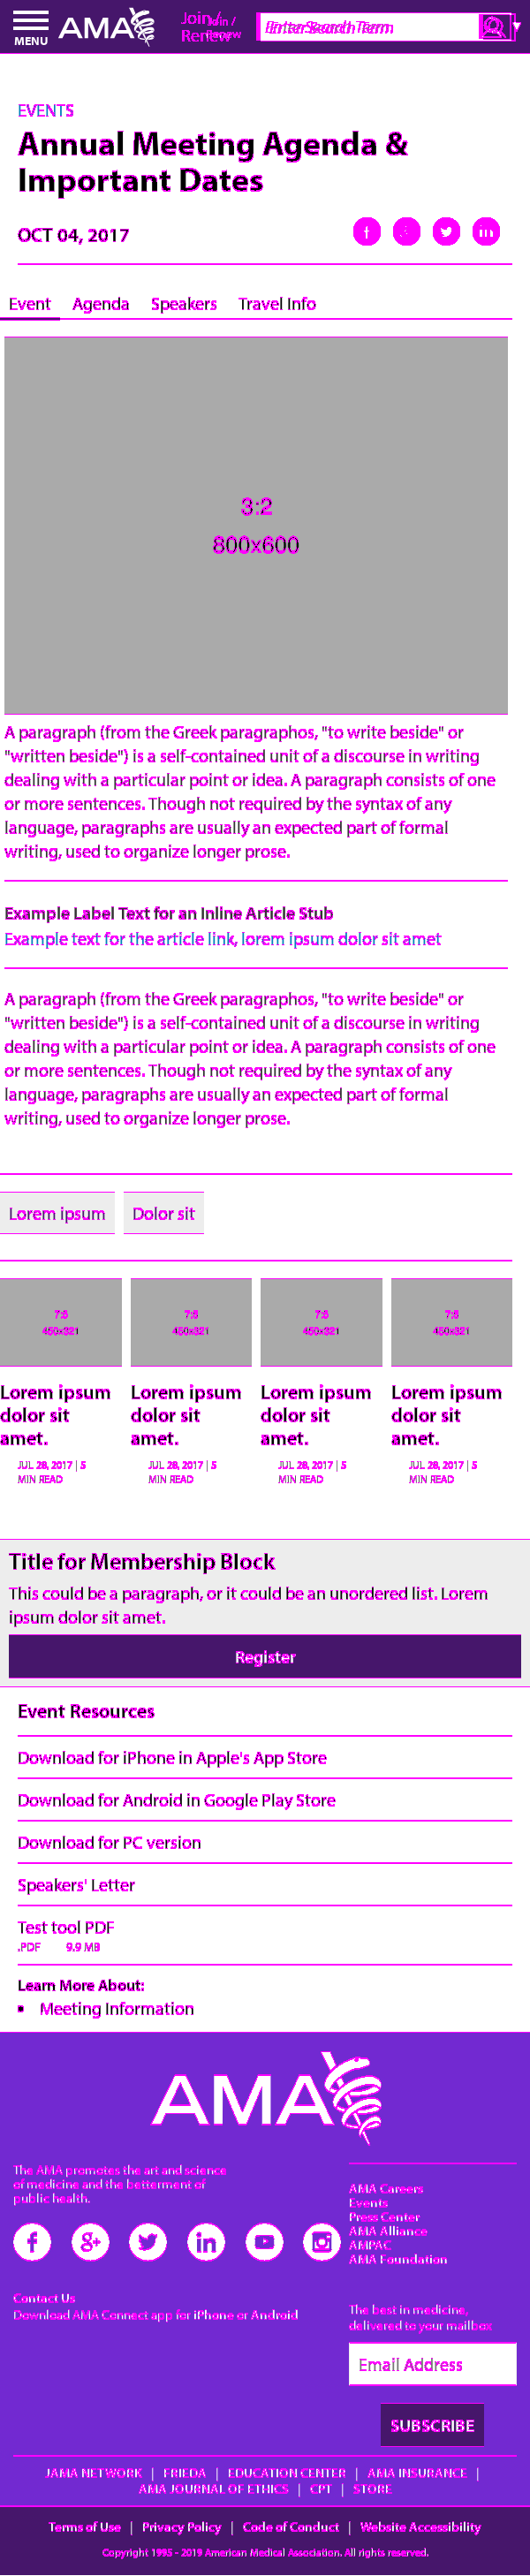 MENU
AMA
Join /
Renew
Enter Search Term
EVENTS
Annual Meeting Agenda &
Important Dates
OCT 04, 2017
Event Agenda Speakers Travel Info
3:2
800x600
A paragraph (from the Greek paragraphos, "to write beside" or
"written beside") is a self-contained unit of a discourse in writing
dealing with a particular point or idea. A paragraph consists of one
or more sentences. Though not required by the syntax of any
language, paragraphs are usually an expected part of formal
writing, used to organize longer prose.
Example Label Text for an Inline Article Stub
Example text for the article link, lorem ipsum dolor sit amet
A paragraph (from the Greek paragraphos, "to write beside" or
"written beside") is a self-contained unit of a discourse in writing
dealing with a particular point or idea. A paragraph consists of one
or more sentences. Though not required by the syntax of any
language, paragraphs are usually an expected part of formal
writing, used to organize longer prose.
Lorem ipsum Dolor sit
7:5 7:5 7:5 7:5
450x321 450x321 450x321 450x321
Lorem ipsum Lorem ipsum Lorem ipsum Lorem ipsum
dolor sit dolor sit dolor sit dolor sit
amet. amet. amet. amet.
JUL 28, 2017 | 5 JUL 28, 2017 | 5 JUL 28, 2017 | 5 JUL 28, 2017 | 5
MIN READ MIN READ MIN READ MIN READ
Title for Membership Block
This could be a paragraph, or it could be an unordered list. Lorem
ipsum dolor sit amet.
Register
Event Resources
Download for iPhone in Apple's App Store
Download for Android in Google Play Store
Download for PC version
Speakers' Letter
Test tool PDF
.PDF 9.9 MB
Learn More About:
• Meeting Information
AMA
The AMA promotes the art and science
of medicine and the betterment of
public health.
AMA Careers
Events
Press Center
AMA Alliance
AMPAC
AMA Foundation
Contact Us
Download AMA Connect app for iPhone or Android
The best in medicine,
delivered to your mailbox
Email Address
SUBSCRIBE
JAMA NETWORK | FRIEDA | EDUCATION CENTER | AMA INSURANCE |
AMA JOURNAL OF ETHICS | CPT | STORE
Terms of Use | Privacy Policy | Code of Conduct | Website Accessibility
Copyright 1995 - 2019 American Medical Association. All rights reserved.